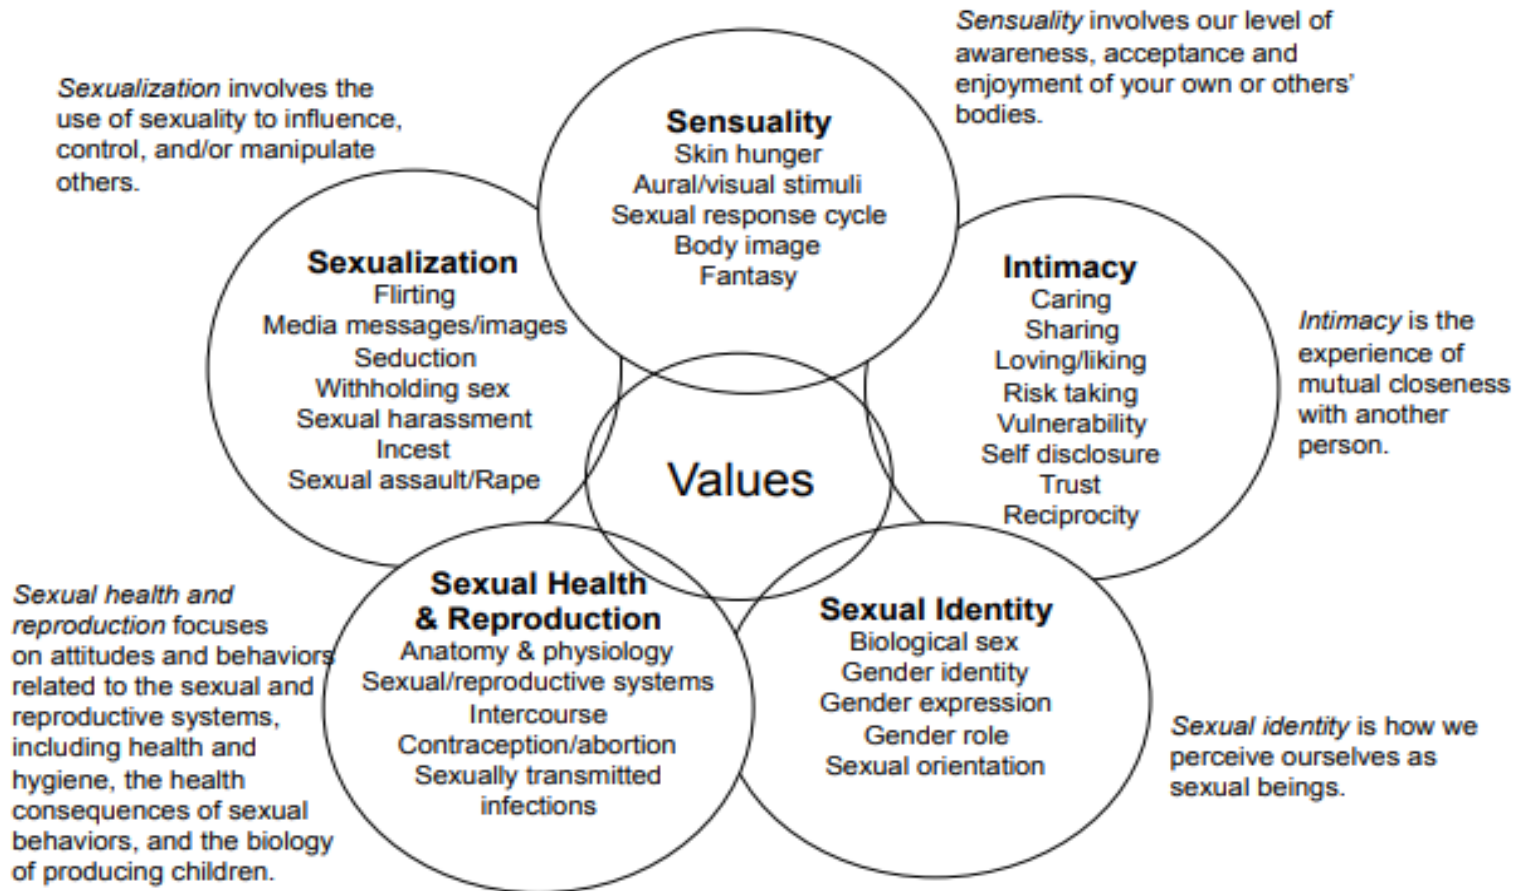 Sensuality involves our level of
awareness, acceptance and
enjoyment of your own or others'
bodies.
Sexualization involves the
use of sexuality to influence,
control, and/or manipulate
others.
Sensuality
Skin hunger
Aural/visual stimuli
Sexual response cycle
Body image
Fantasy
Sexualization
Flirting
Media messages/images
Seduction
Withholding sex
Sexual harassment
Incest
Sexual assault/Rape
Intimacy
Caring
Sharing
Loving/liking
Risk taking
Vulnerability
Self disclosure
Trust
Reciprocity
Intimacy is the
experience of
mutual closeness
with another
person.
Values
Sexual health and
reproduction focuses
on attitudes and behaviors
related to the sexual and
reproductive systems,
including health and
hygiene, the health
consequences of sexual
behaviors, and the biology
of producing children.
Sexual Health
& Reproduction
Anatomy & physiology
Sexual/reproductive systems
Intercourse
Contraception/abortion
Sexually transmitted
infections
Sexual Identity
Biological sex
Gender identity
Gender expression
Gender role
Sexual orientation
Sexual identity is how we
perceive ourselves as
sexual beings.